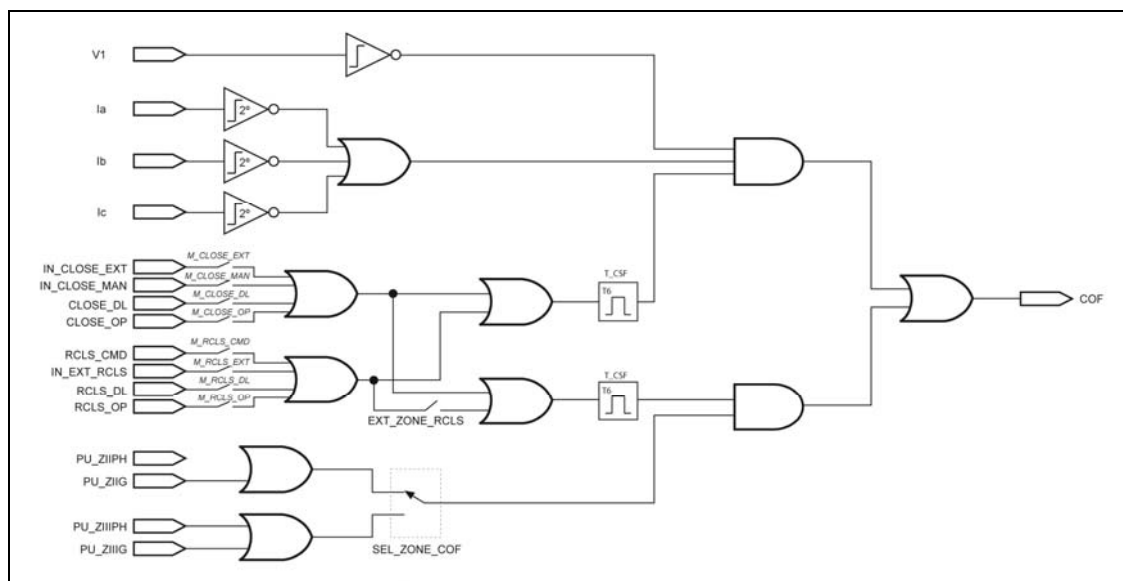 V1
Ia
2º
Ib
2º
Ic
2º
IN_CLOSE_EXT
M_CLOSE_EXT
IN_CLOSE_MAN
M_CLOSE_MAN
CLOSE_DL
M_CLOSE_DL
CLOSE_OP
M_CLOSE_OP
T_CSF
T6
COF
RCLS_CMD
M_RCLS_CMD
IN_EXT_RCLS
M_RCLS_EXT
RCLS_DL
M_RCLS_DL
RCLS_OP
M_RCLS_OP
EXT_ZONE_RCLS
T_CSF
T6
PU_ZIIPH
PU_ZIIG
PU_ZIIIPH
PU_ZIIIG
SEL_ZONE_COF